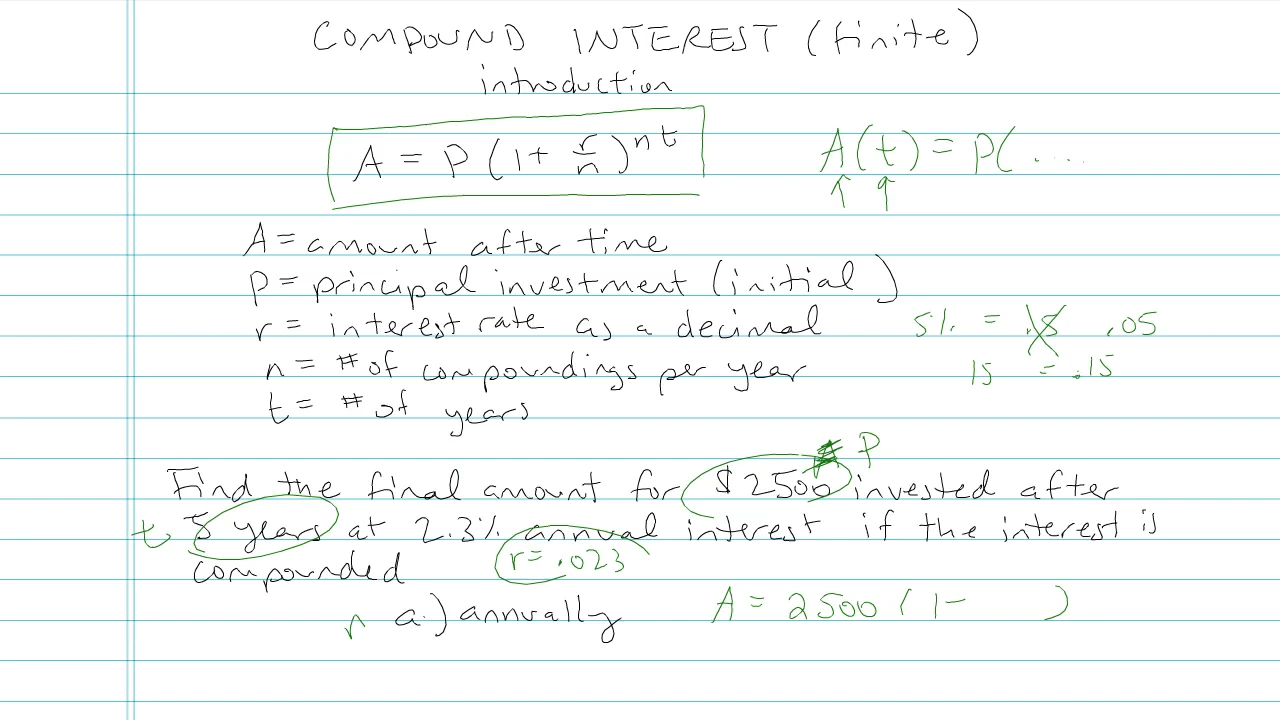 COMPOUND INTEREST (finite)
introduction
A = P (1 + r/n)^nt
A(t) = P( ....
A = amount after time
P = principal investment (initial)
r = interest rate as a decimal 5% = .5 .05
n = # of compoundings per year 15 = .15
t = # of years
P
Find the final amount for $2500 invested after
t 5 years at 2.3% annual interest if the interest is
compounded r = .023
n a.) annually A = 2500 ( 1 - )